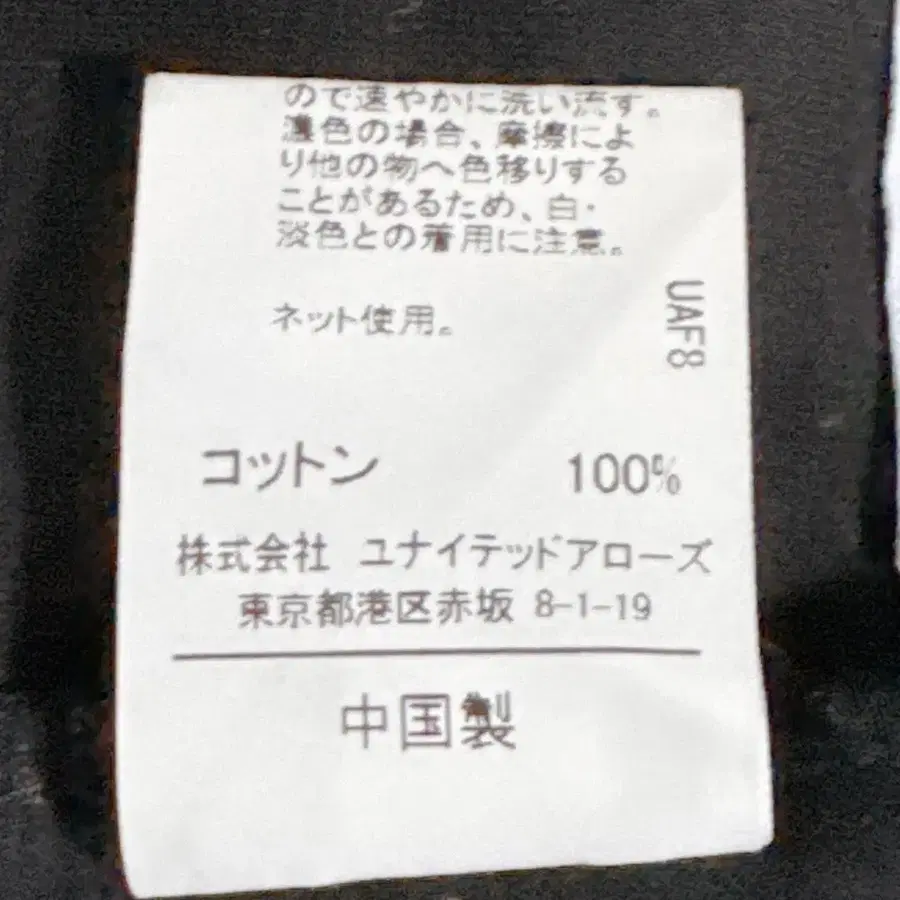 ので速やかに洗い流す。
濃色の場合、摩擦によ
り他の物へ色移りする
ことがあるため、白・
淡色との着用に注意。
ネット使用。
UAF8
コットン 100%
株式会社 ユナイテッドアローズ
東京都港区赤坂 8-1-19
中国製